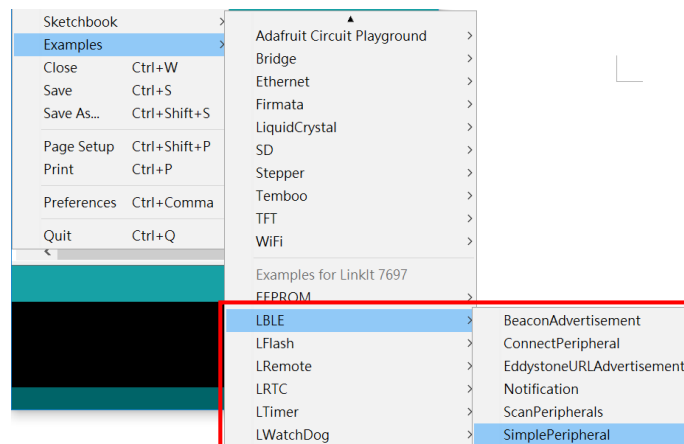 Sketchbook
Examples
Close Ctrl+W
Save Ctrl+S
Save As... Ctrl+Shift+S
Page Setup Ctrl+Shift+P
Print Ctrl+P
Preferences Ctrl+Comma
Quit Ctrl+Q
Adafruit Circuit Playground
Bridge
Ethernet
Firmata
LiquidCrystal
SD
Stepper
Temboo
TFT
WiFi
Examples for LinkIt 7697
EEPROM
LBLE
LFlash
LRemote
LRTC
LTimer
LWatchDog
BeaconAdvertisement
ConnectPeripheral
EddystoneURLAdvertisement
Notification
ScanPeripherals
SimplePeripheral